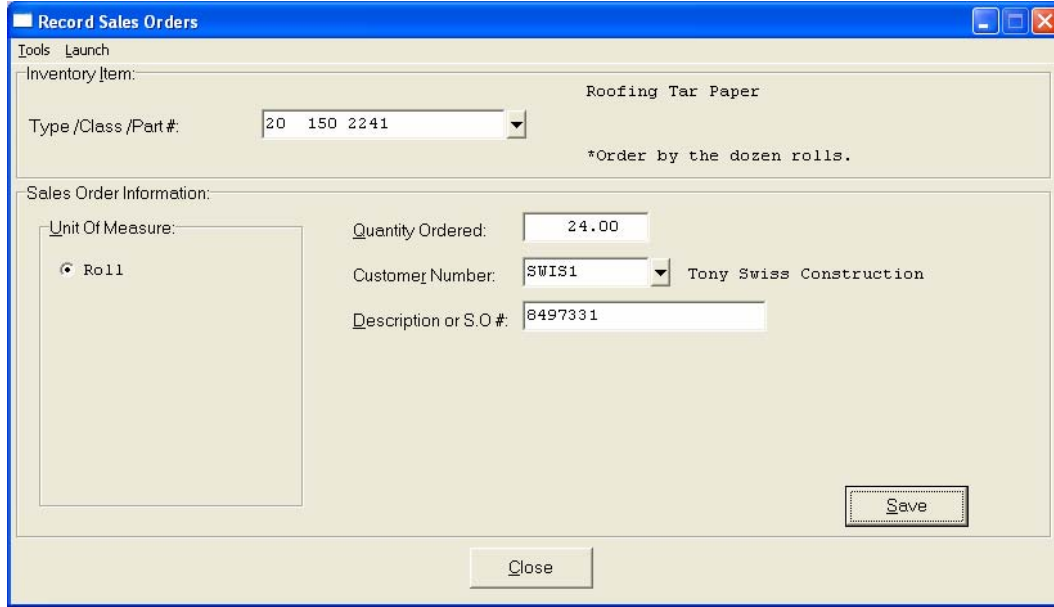 Record Sales Orders
Tools Launch
Inventory Item:
Roofing Tar Paper
Type /Class /Part #: 20 150 2241
*Order by the dozen rolls.
Sales Order Information:
Unit Of Measure:
Roll
Quantity Ordered: 24.00
Customer Number: SWIS1 Tony Swiss Construction
Description or S.O #: 8497331
Save
Close